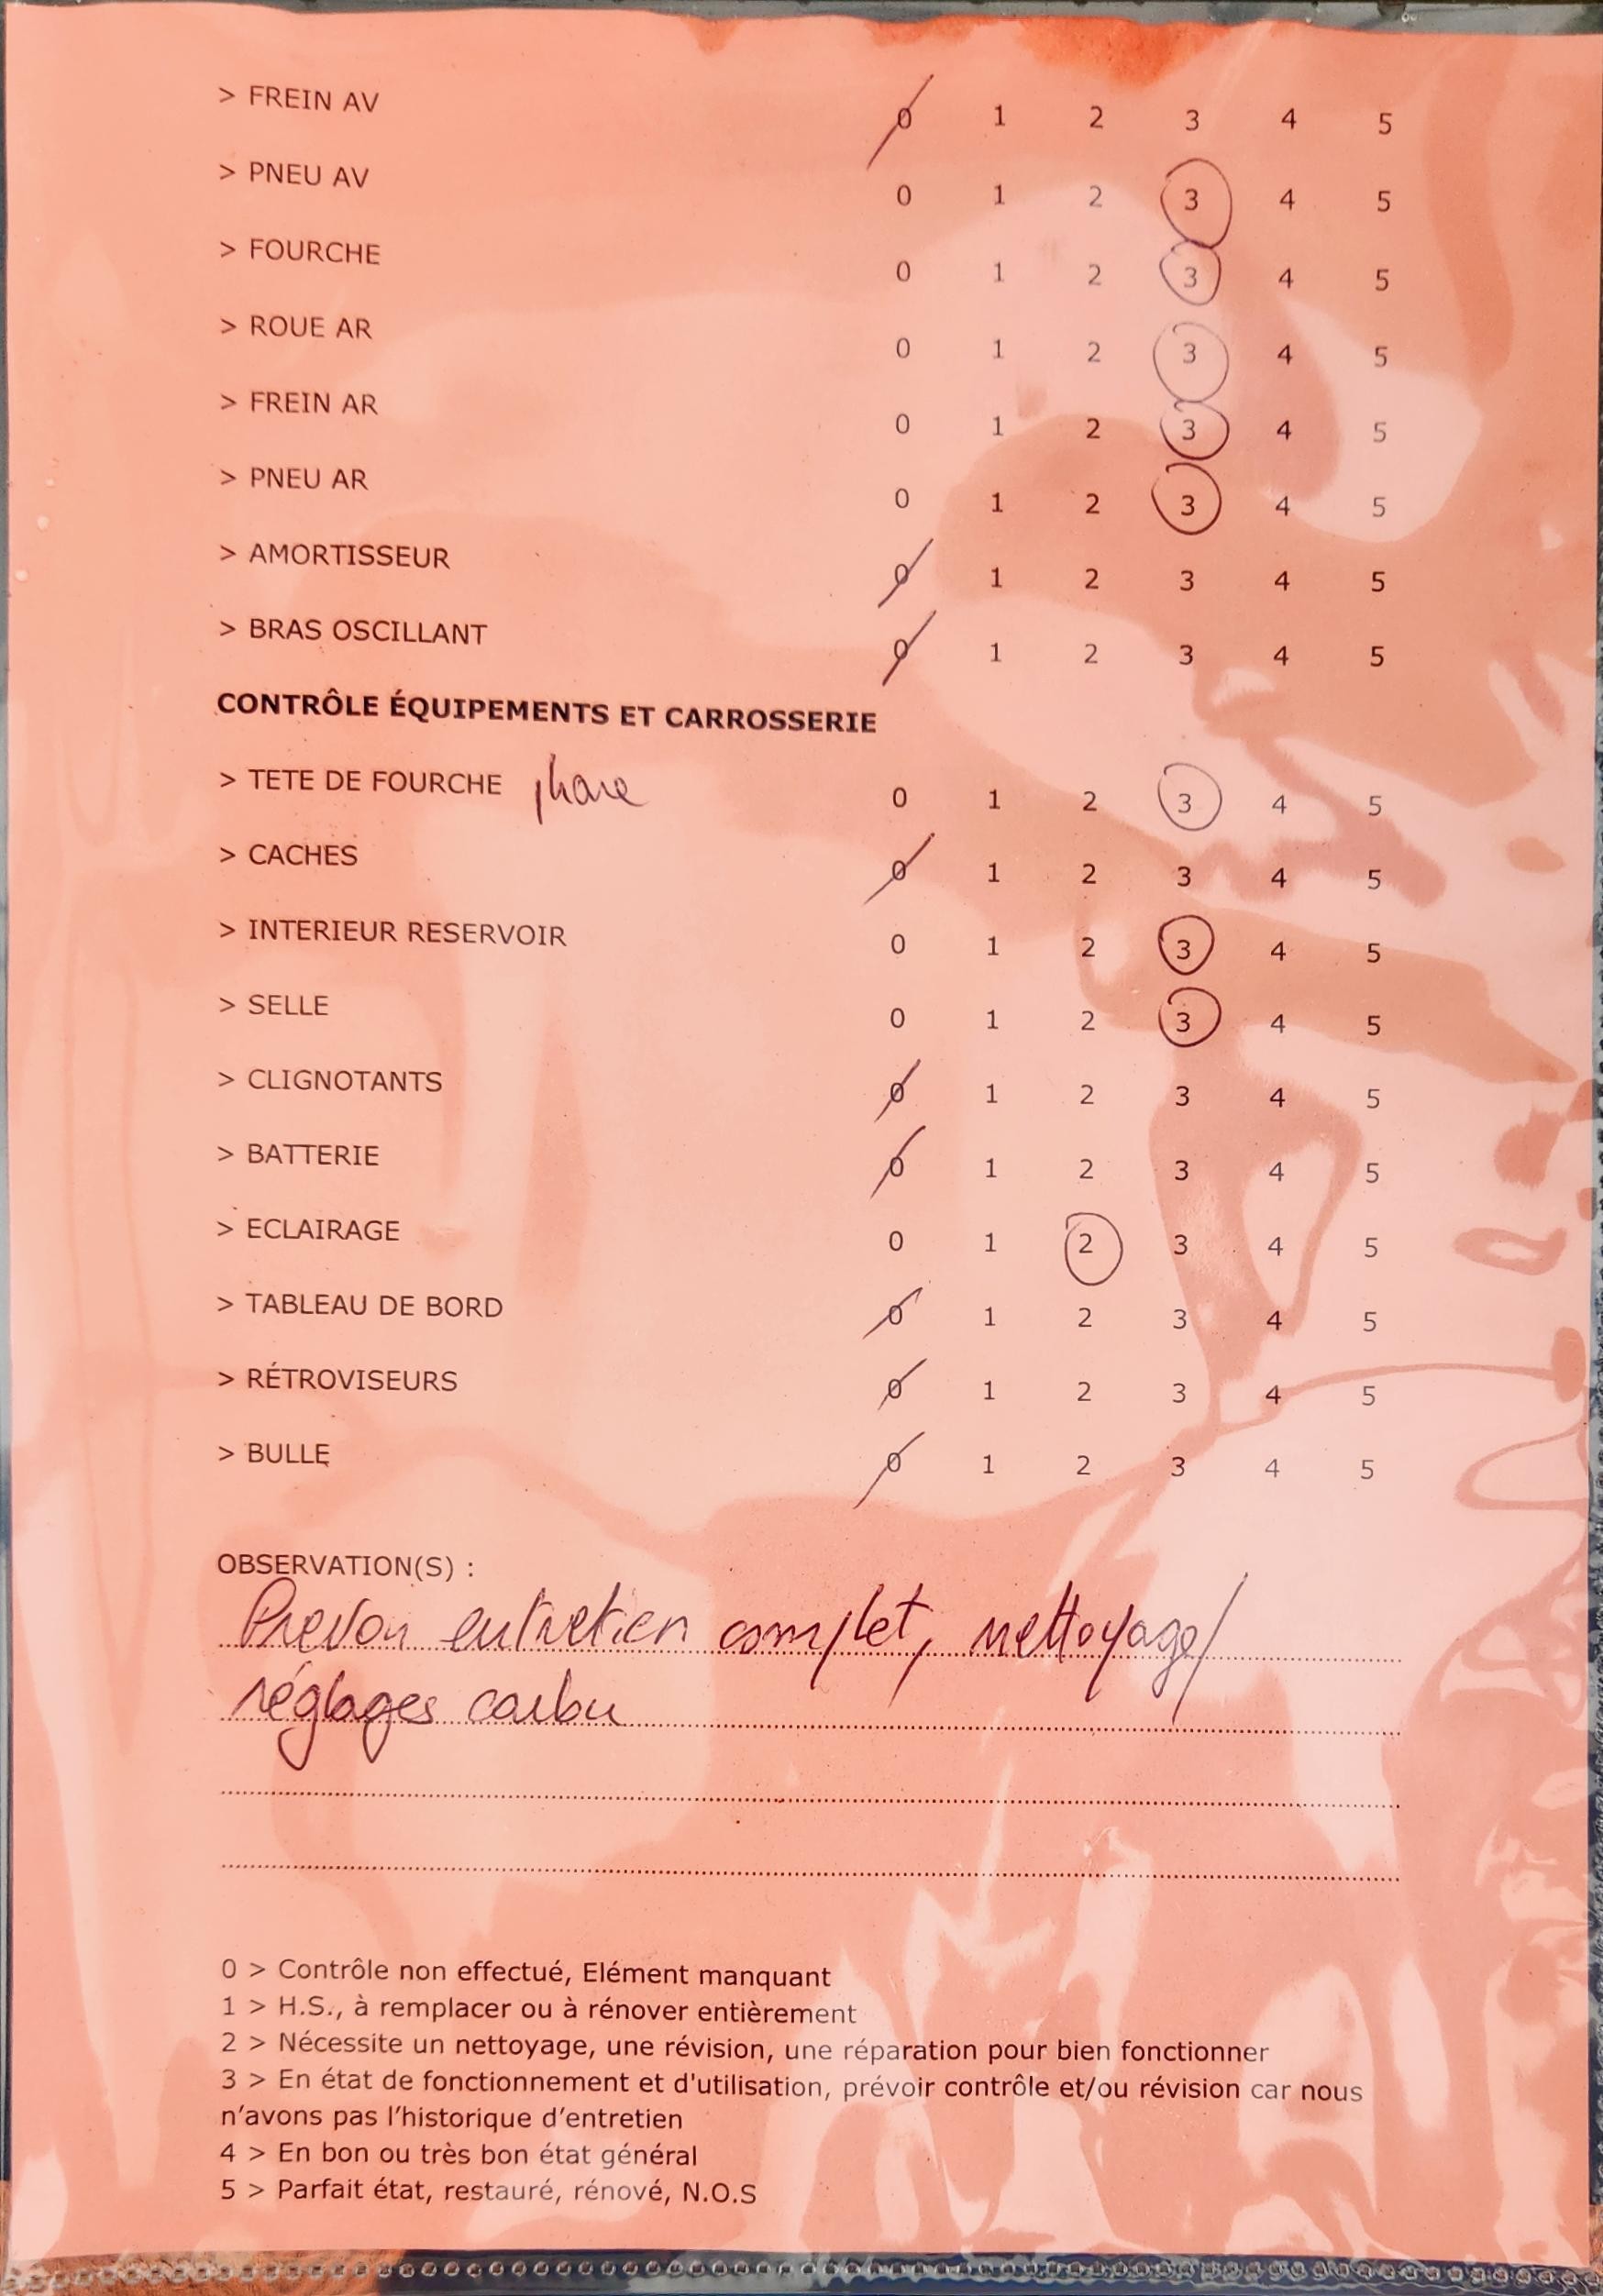 > FREIN AV 0 1 2 3 4 5
> PNEU AV 0 1 2 3 4 5
> FOURCHE 0 1 2 3 4 5
> ROUE AR 0 1 2 3 4 5
> FREIN AR 0 1 2 3 4 5
> PNEU AR 0 1 2 3 4 5
> AMORTISSEUR 0 1 2 3 4 5
> BRAS OSCILLANT 0 1 2 3 4 5
CONTRÔLE ÉQUIPEMENTS ET CARROSSERIE
> TETE DE FOURCHE phare 0 1 2 3 4 5
> CACHES 0 1 2 3 4 5
> INTERIEUR RESERVOIR 0 1 2 3 4 5
> SELLE 0 1 2 3 4 5
> CLIGNOTANTS 0 1 2 3 4 5
> BATTERIE 0 1 2 3 4 5
> ECLAIRAGE 0 1 2 3 4 5
> TABLEAU DE BORD 0 1 2 3 4 5
> RÉTROVISEURS 0 1 2 3 4 5
> BULLE 0 1 2 3 4 5
OBSERVATION(S) :
Prevoir entretien complet, nettoyage/
réglages carbu
0 > Contrôle non effectué, Elément manquant
1 > H.S., à remplacer ou à rénover entièrement
2 > Nécessite un nettoyage, une révision, une réparation pour bien fonctionner
3 > En état de fonctionnement et d'utilisation, prévoir contrôle et/ou révision car nous
n'avons pas l'historique d'entretien
4 > En bon ou très bon état général
5 > Parfait état, restauré, rénové, N.O.S